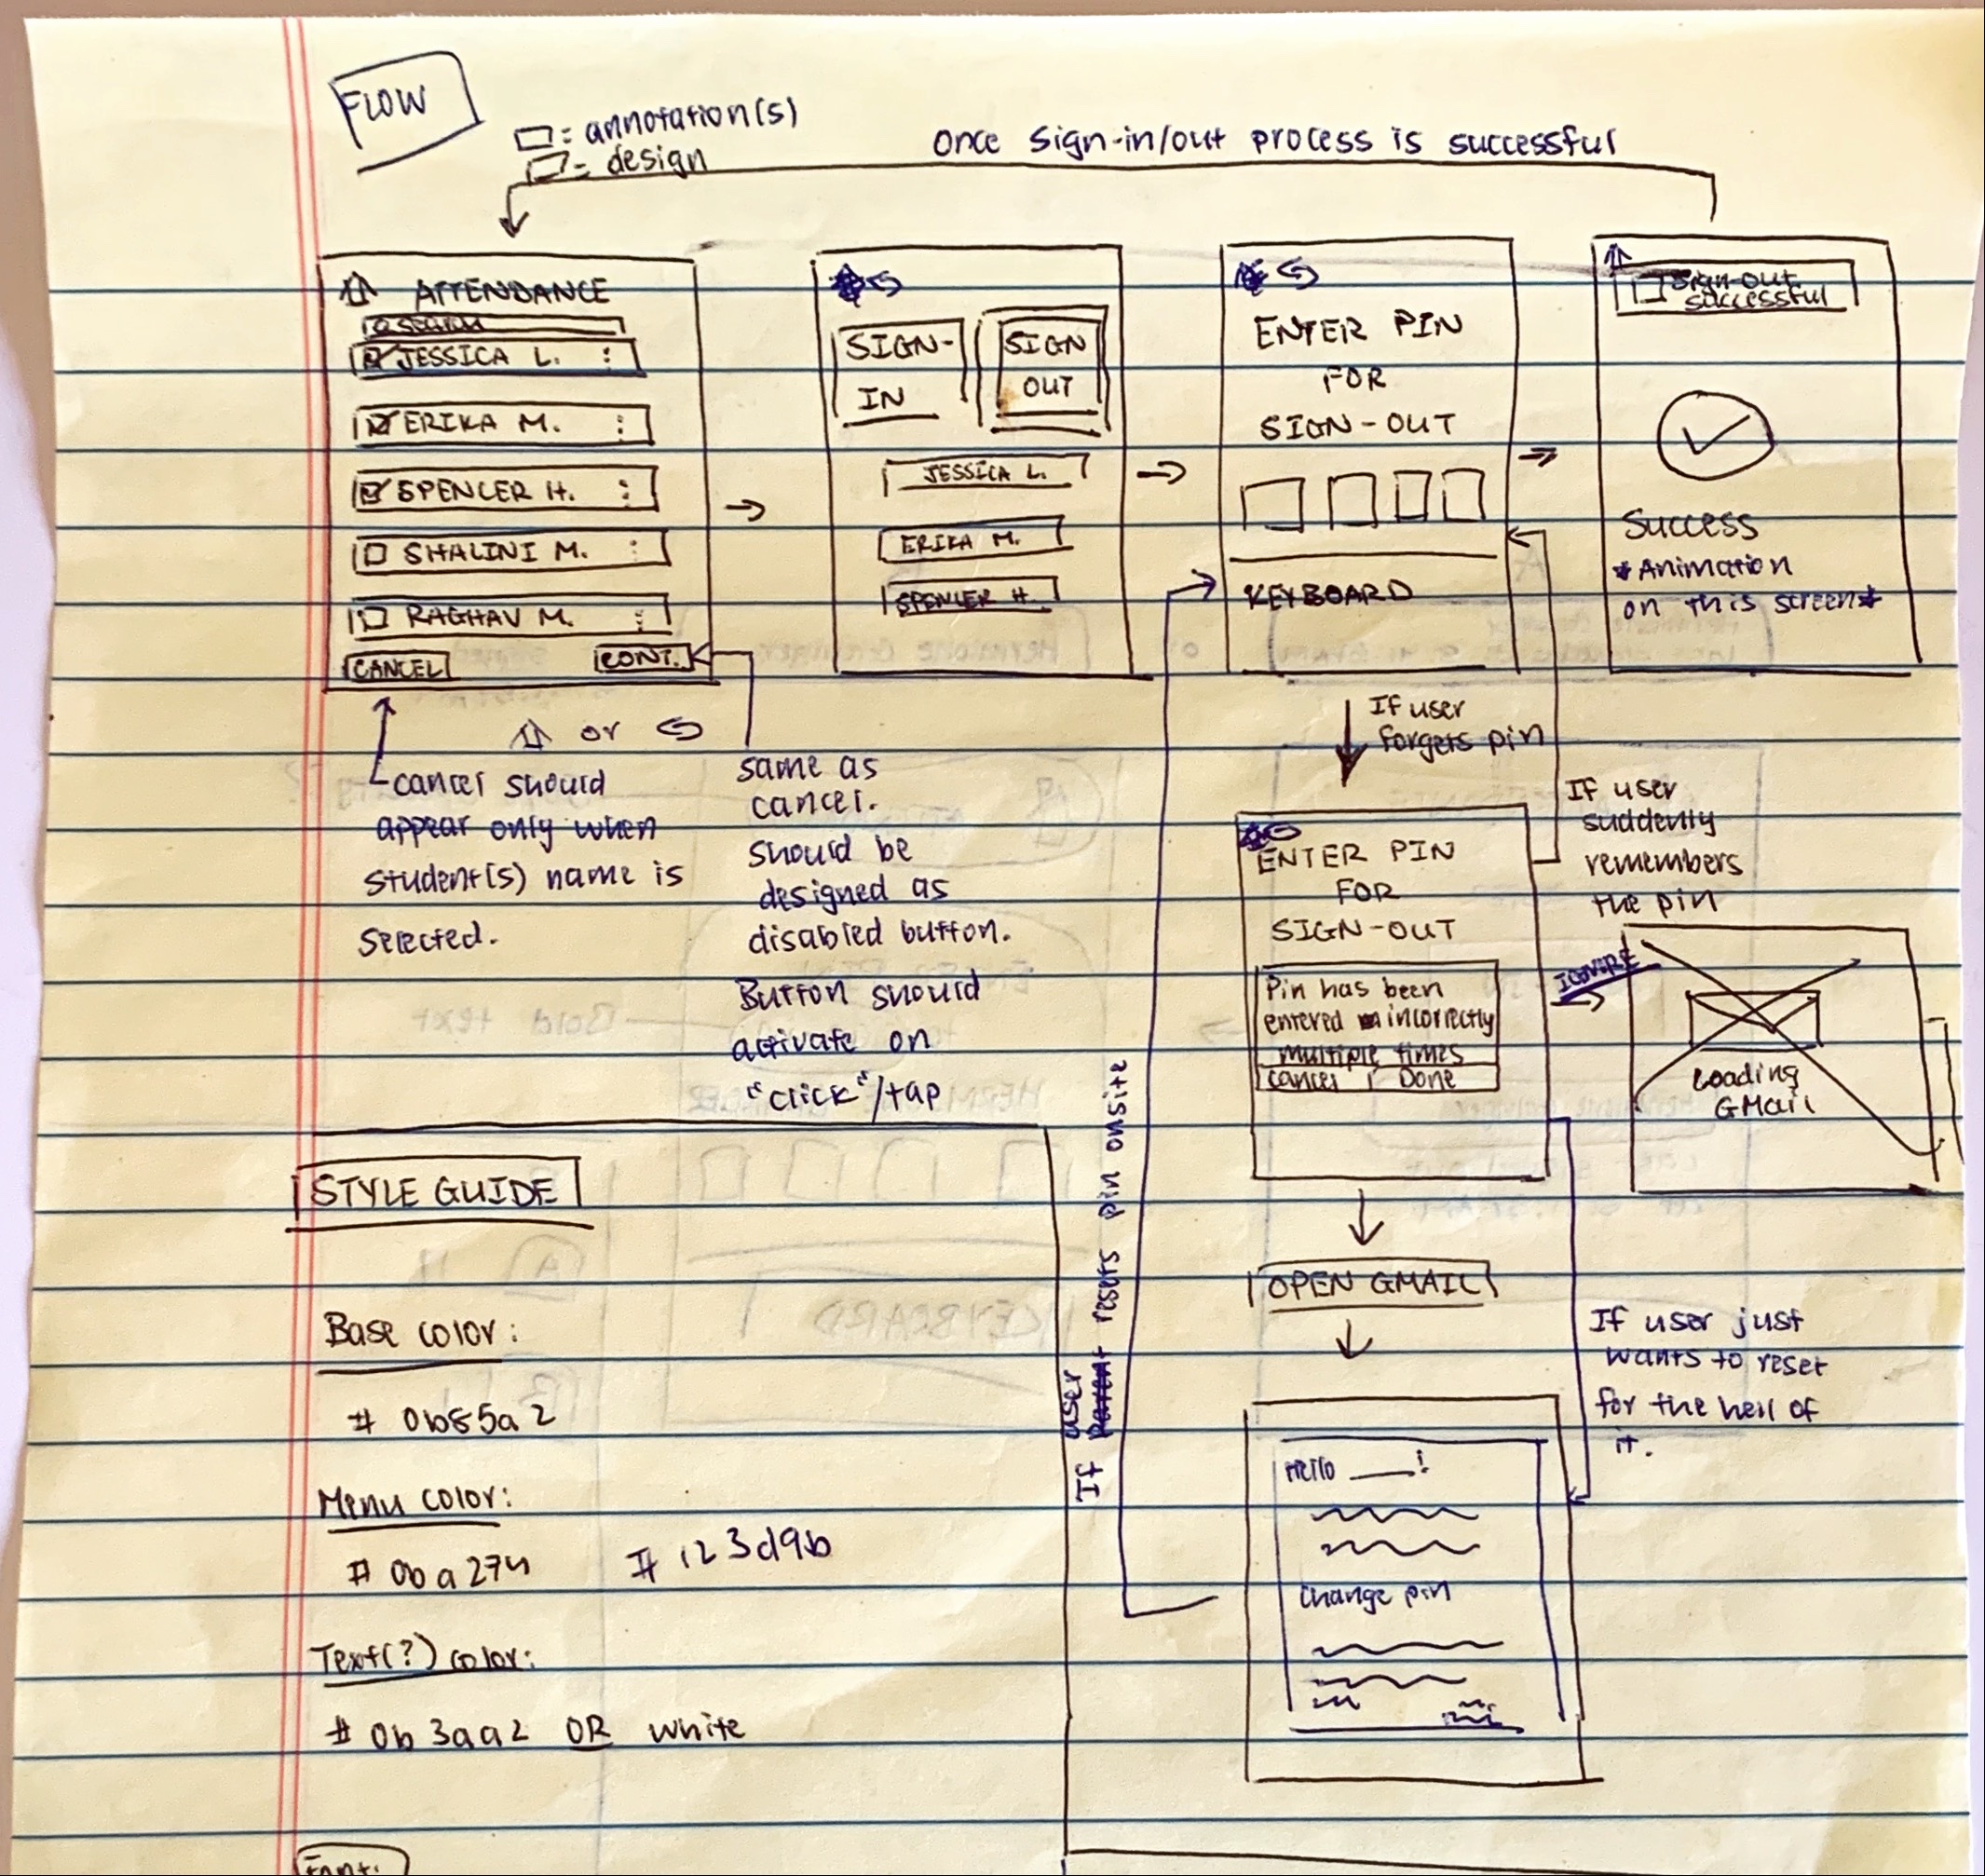 FLOW
= annotation(s)
= design
Once sign-in/out process is successful
ATTENDANCE
search
JESSICA L.
ERIKA M.
SPENCER H.
SHALINI M.
RAGHAV M.
CANCEL
CONT.
SIGN-
IN
SIGN
OUT
JESSICA L.
ERIKA M.
SPENCER H.
ENTER PIN
FOR
SIGN-OUT
KEYBOARD
Sign-out
successful
Success
*Animation
on this screen*
or
cancel should
appear only when
student(s) name is
selected.
same as
cancel.
should be
designed as
disabled button.
Button should
activate on
"click"/tap
If user
forgets pin
If user
suddenly
remembers
the pin
ENTER PIN
FOR
SIGN-OUT
Pin has been
entered incorrectly
multiple times
Cancel | Done
IGNORE
Loading
GMail
If user resets pin onsite
OPEN GMAIL
If user just
wants to reset
for the hell of
it.
Hello ____!
Change pin
STYLE GUIDE
Base color:
# 0b85a2
Menu color:
# 0ba274
# 123d9b
Text(?) color:
# 0b3aa2 OR white
Font: